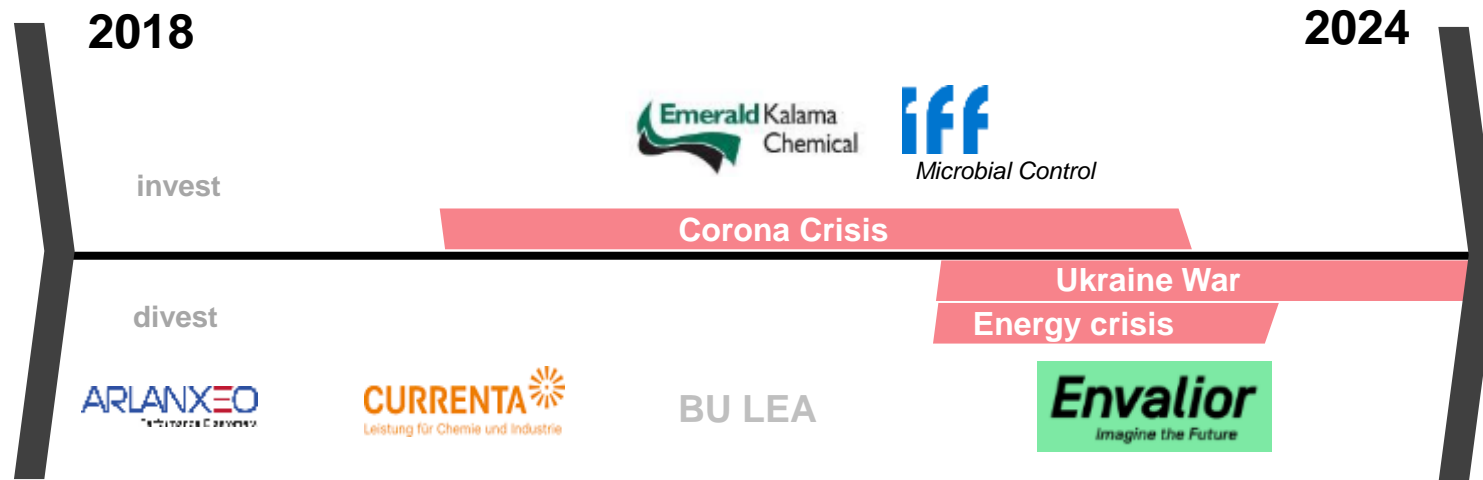 2018
2024
Emerald Kalama
Chemical
iff
Microbial Control
invest
Corona Crisis
Ukraine War
divest
Energy crisis
ARLANXEO
CURRENTA
Leistung für Chemie und Industrie
BU LEA
Envalior
Imagine the Future